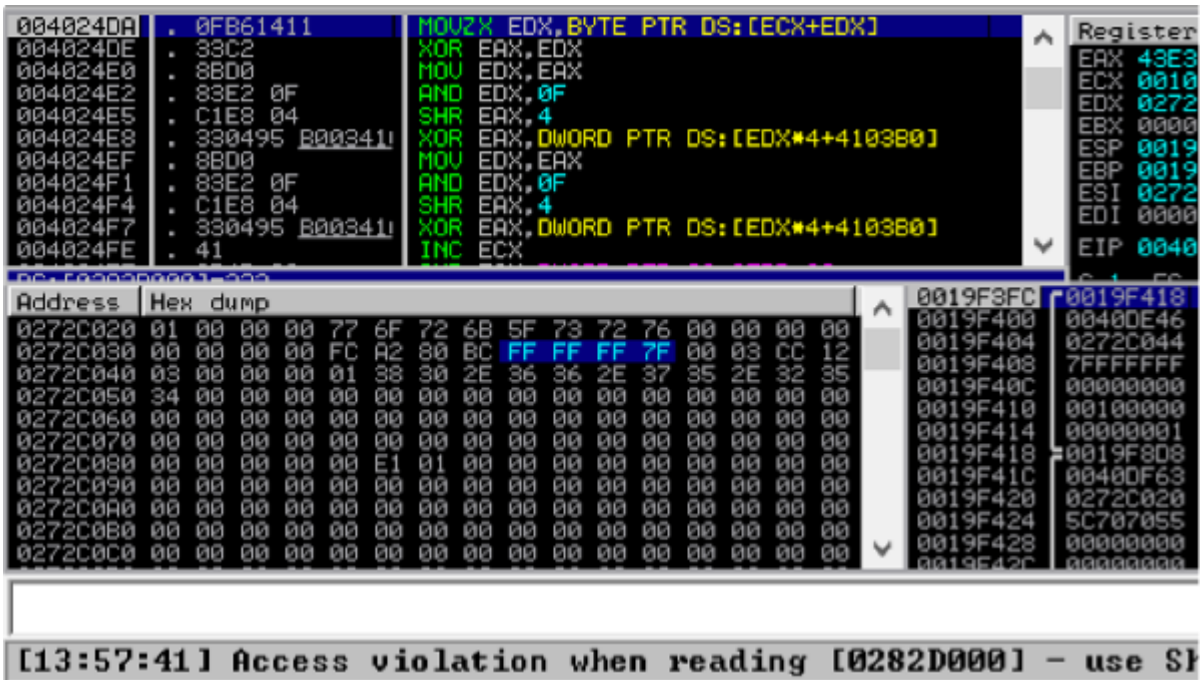 004024DA . 0FB61411 MOVZX EDX,BYTE PTR DS:[ECX+EDX]
004024DE . 33C2 XOR EAX,EDX
004024E0 . 8BD0 MOV EDX,EAX
004024E2 . 83E2 0F AND EDX,0F
004024E5 . C1E8 04 SHR EAX,4
004024E8 . 330495 B00341 XOR EAX,DWORD PTR DS:[EDX*4+4103B0]
004024EF . 8BD0 MOV EDX,EAX
004024F1 . 83E2 0F AND EDX,0F
004024F4 . C1E8 04 SHR EAX,4
004024F7 . 330495 B00341 XOR EAX,DWORD PTR DS:[EDX*4+4103B0]
004024FE . 41 INC ECX
Register
EAX 43E3
ECX 0010
EDX 0272
EBX 0000
ESP 0019
EBP 0019
ESI 0272
EDI 0000
EIP 0040
Address Hex dump
0272C020 01 00 00 00 77 6F 72 6B 5F 73 72 76 00 00 00 00
0272C030 00 00 00 00 FC A2 80 BC FF FF FF 7F 00 03 CC 12
0272C040 03 00 00 00 01 38 30 2E 36 36 2E 37 35 2E 32 35
0272C050 34 00 00 00 00 00 00 00 00 00 00 00 00 00 00 00
0272C060 00 00 00 00 00 00 00 00 00 00 00 00 00 00 00 00
0272C070 00 00 00 00 00 00 00 00 00 00 00 00 00 00 00 00
0272C080 00 00 00 00 00 E1 01 00 00 00 00 00 00 00 00 00
0272C090 00 00 00 00 00 00 00 00 00 00 00 00 00 00 00 00
0272C0A0 00 00 00 00 00 00 00 00 00 00 00 00 00 00 00 00
0272C0B0 00 00 00 00 00 00 00 00 00 00 00 00 00 00 00 00
0272C0C0 00 00 00 00 00 00 00 00 00 00 00 00 00 00 00 00
0019F3FC 0019F418
0019F400 0040DE46
0019F404 0272C044
0019F408 7FFFFFFF
0019F40C 00000000
0019F410 00100000
0019F414 00000001
0019F418 0019F8D8
0019F41C 0040DF63
0019F420 0272C020
0019F424 5C707055
0019F428 00000000
0019F42C 00000000
[13:57:41] Access violation when reading [0282D000] - use